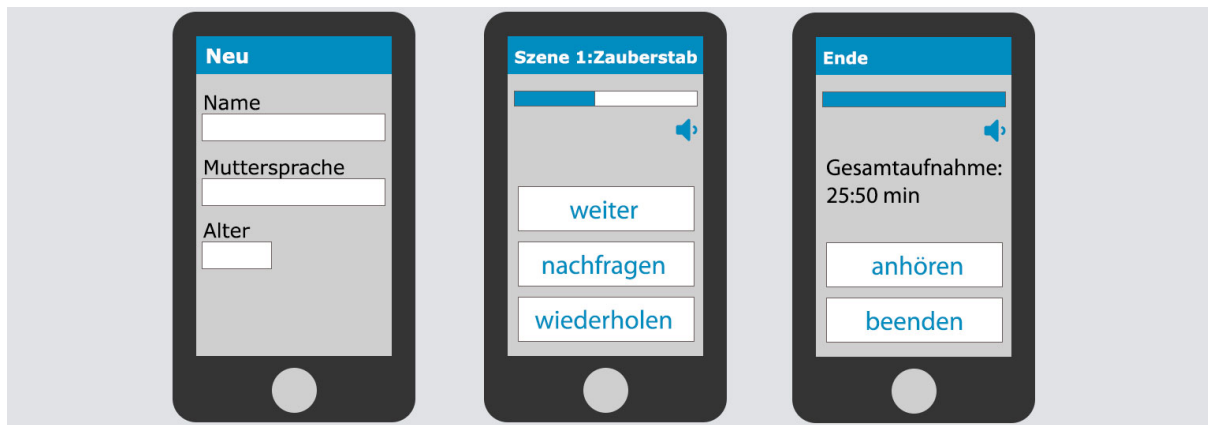 Neu
Name
Muttersprache
Alter
Szene 1:Zauberstab
weiter
nachfragen
wiederholen
Ende
Gesamtaufnahme:
25:50 min
anhören
beenden